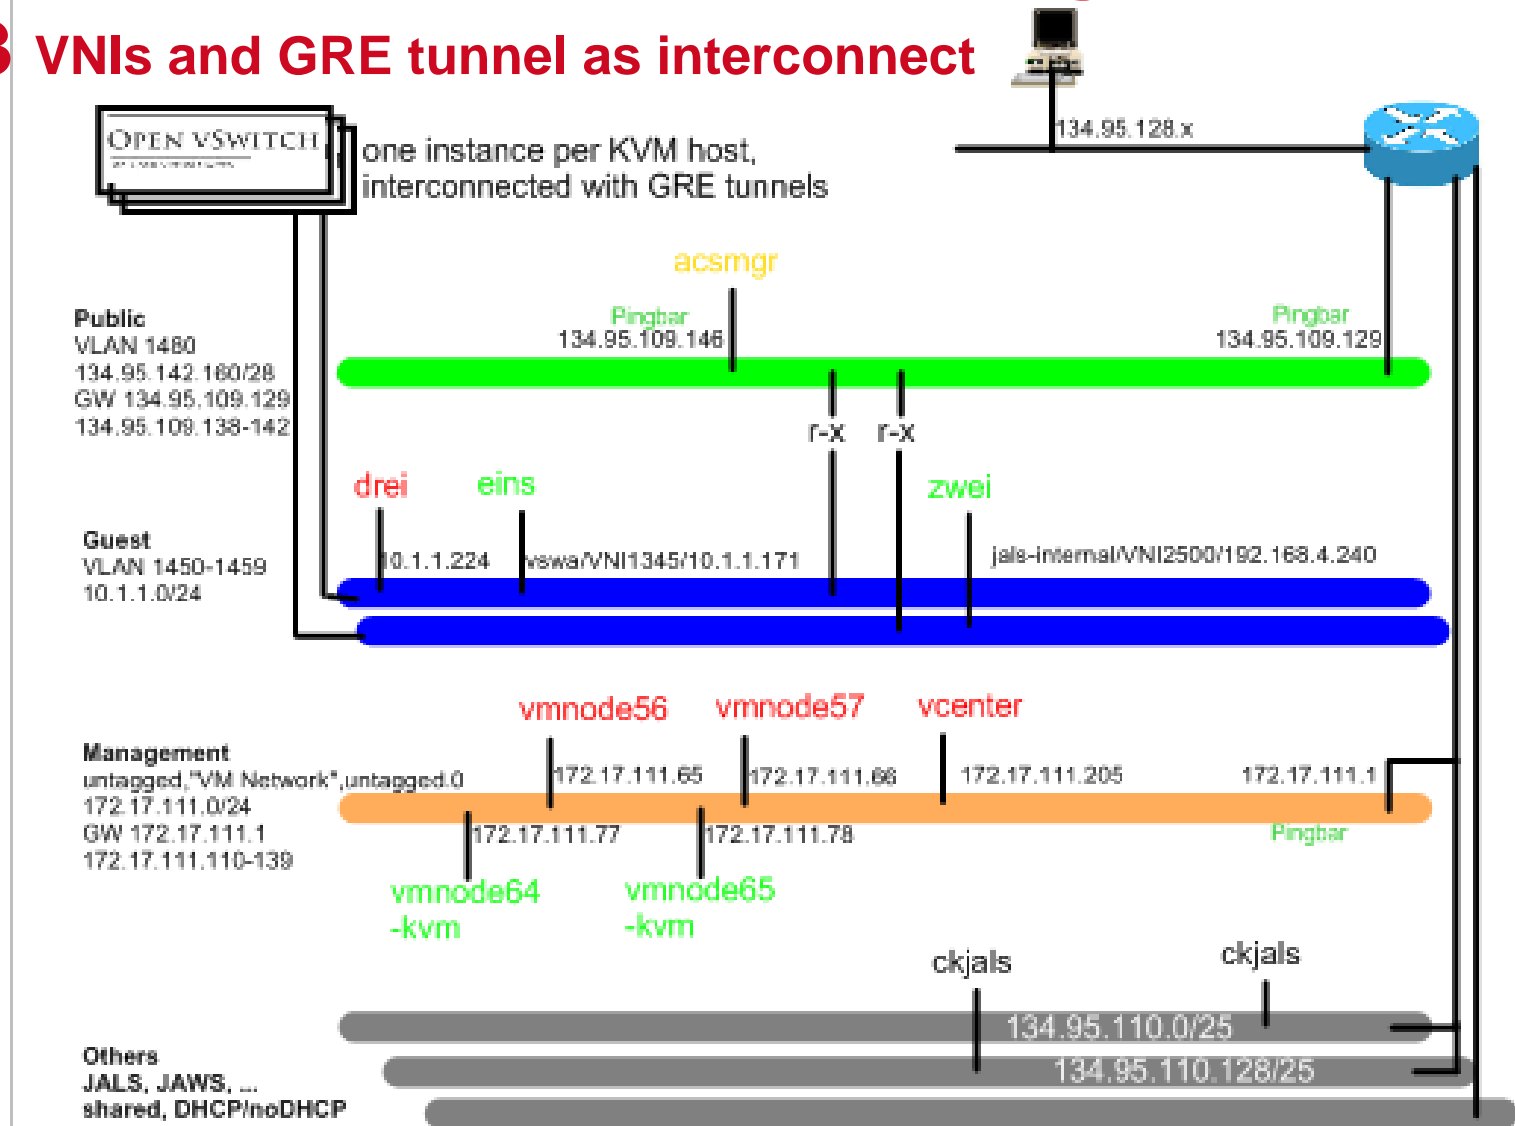 3 VNIs and GRE tunnel as interconnect
134.95.128.x
OPEN VSWITCH
one instance per KVM host,
interconnected with GRE tunnels
acsmgr
Pingbar
134.95.109.146
Pingbar
134.95.109.129
Public
VLAN 1480
134.95.142.160/28
GW 134.95.109.129
134.95.109.138-142
r-x r-x
drei
eins
zwei
Guest
VLAN 1450-1459
10.1.1.0/24
10.1.1.224
vswa/VNI1345/10.1.1.171
jals-internal/VNI2500/192.168.4.240
vmnode56
vmnode57
vcenter
Management
untagged,"VM Network",untagged.0
172.17.111.0/24
GW 172.17.111.1
172.17.111.110-139
172.17.111.65
172.17.111.66
172.17.111.205
172.17.111.1
172.17.111.77
172.17.111.78
Pingbar
vmnode64
-kvm
vmnode65
-kvm
ckjals
ckjals
134.95.110.0/25
134.95.110.128/25
Others
JALS, JAWS, ...
shared, DHCP/noDHCP